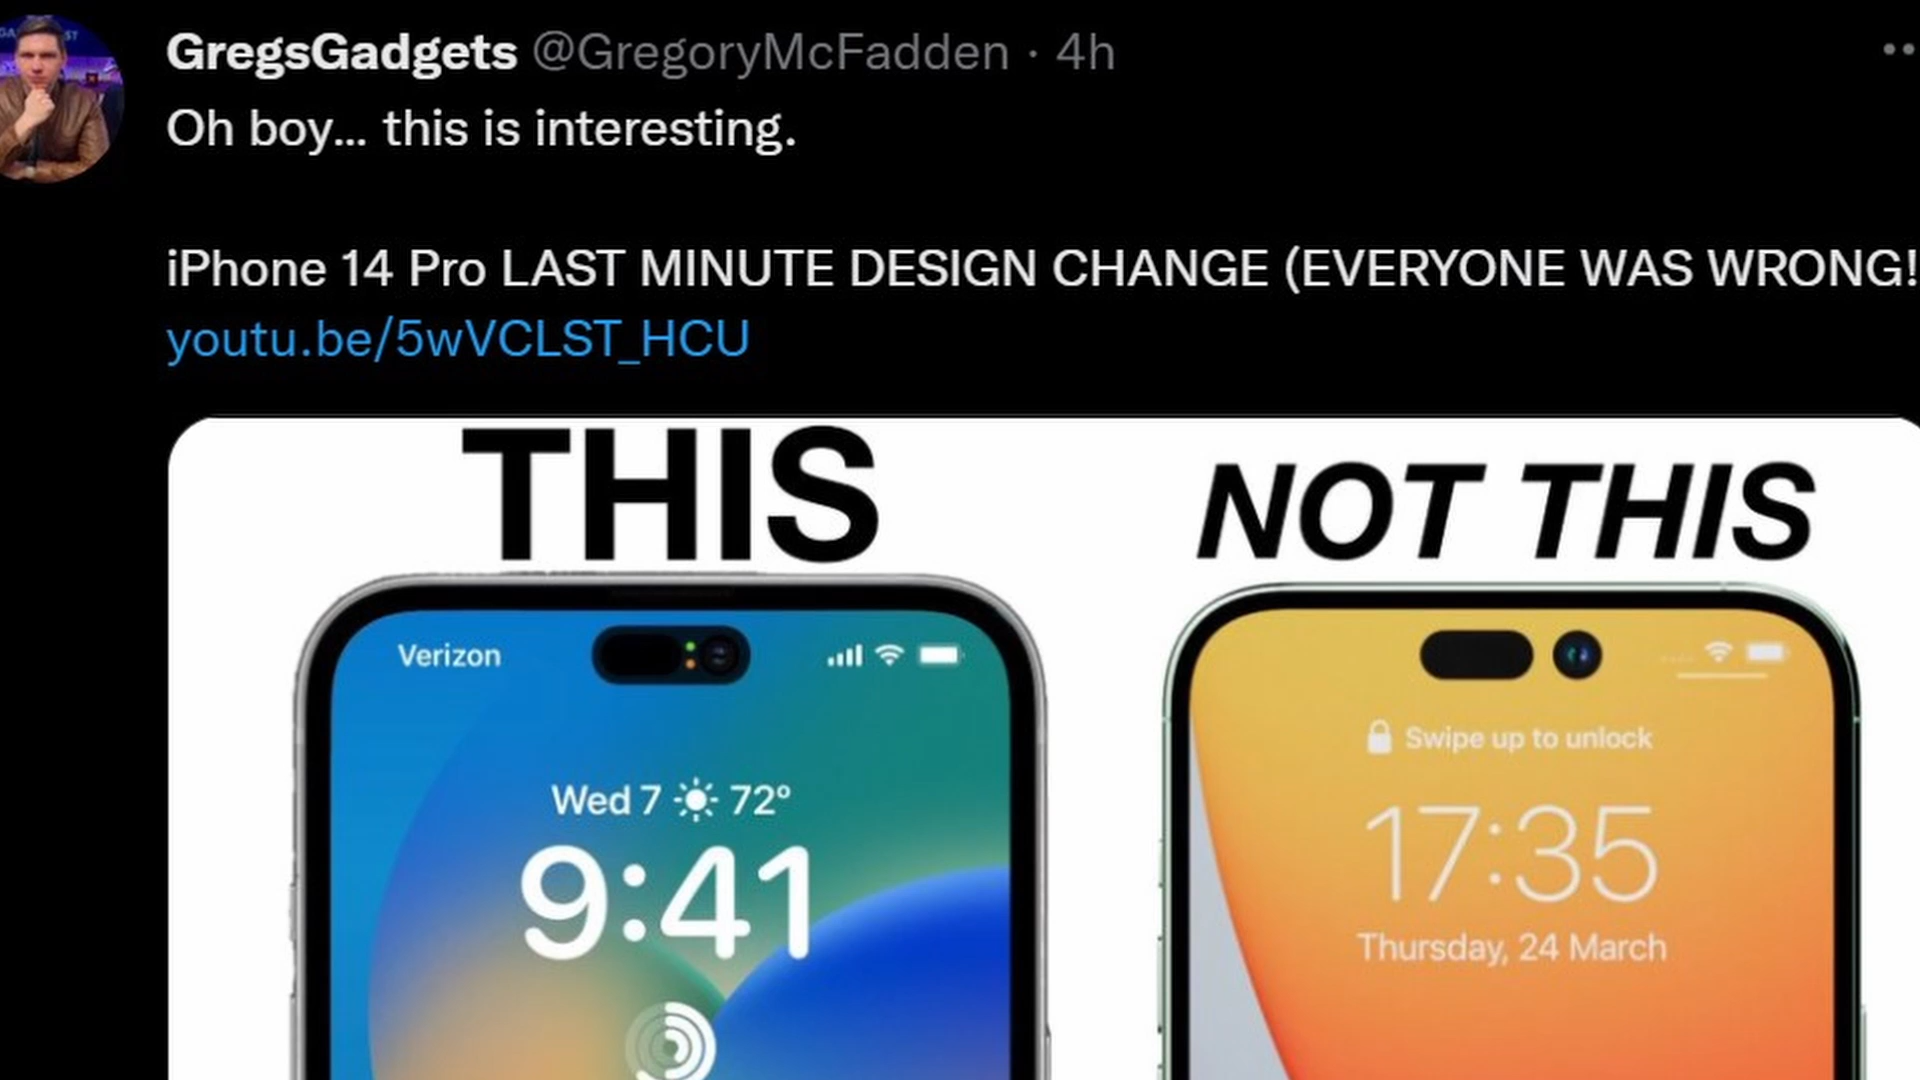 GregsGadgets @GregoryMcFadden · 4h
Oh boy... this is interesting.
iPhone 14 Pro LAST MINUTE DESIGN CHANGE (EVERYONE WAS WRONG!
youtu.be/5wVCLST_HCU
THIS
NOT THIS
Verizon
Swipe up to unlock
Wed 7 72°
9:41
17:35
Thursday, 24 March